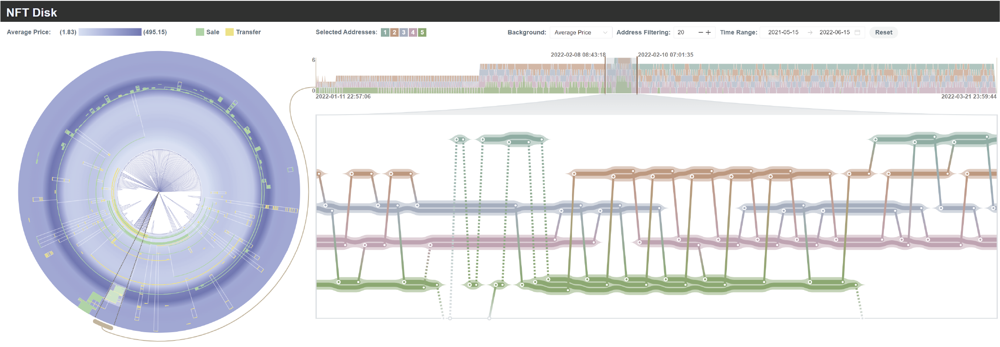 NFT Disk
Average Price: (1.83) (495.15) Sale Transfer Selected Addresses: 1 2 3 4 5 Background: Average Price Address Filtering: 20 −+ Time Range: 2021-05-15 → 2022-06-15 Reset
2022-02-08 08:43:18 2022-02-10 07:01:35
6
0
2022-01-11 22:57:06 2022-03-21 23:59:44